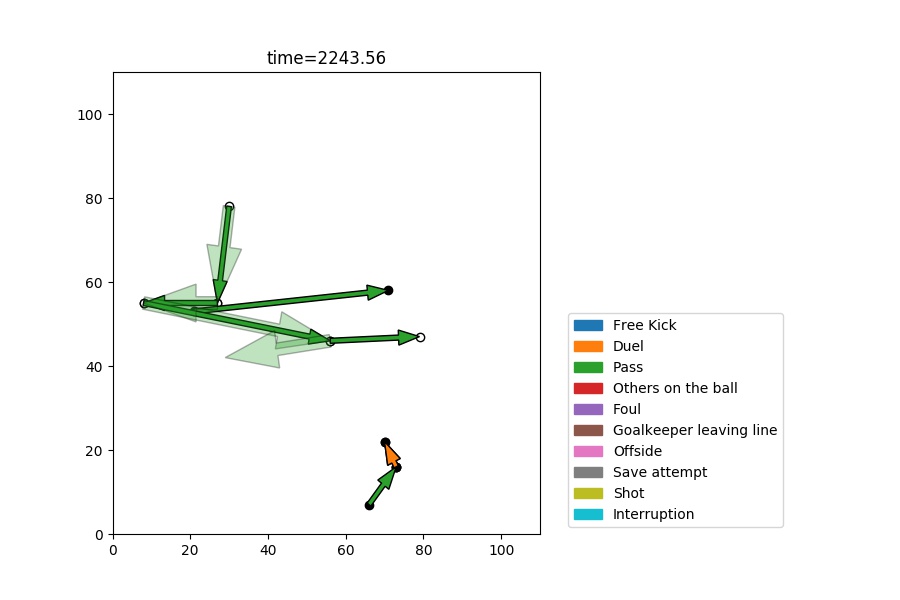 time=2243.56
100
80
60
40
20
0
0 20 40 60 80 100
Free Kick
Duel
Pass
Others on the ball
Foul
Goalkeeper leaving line
Offside
Save attempt
Shot
Interruption